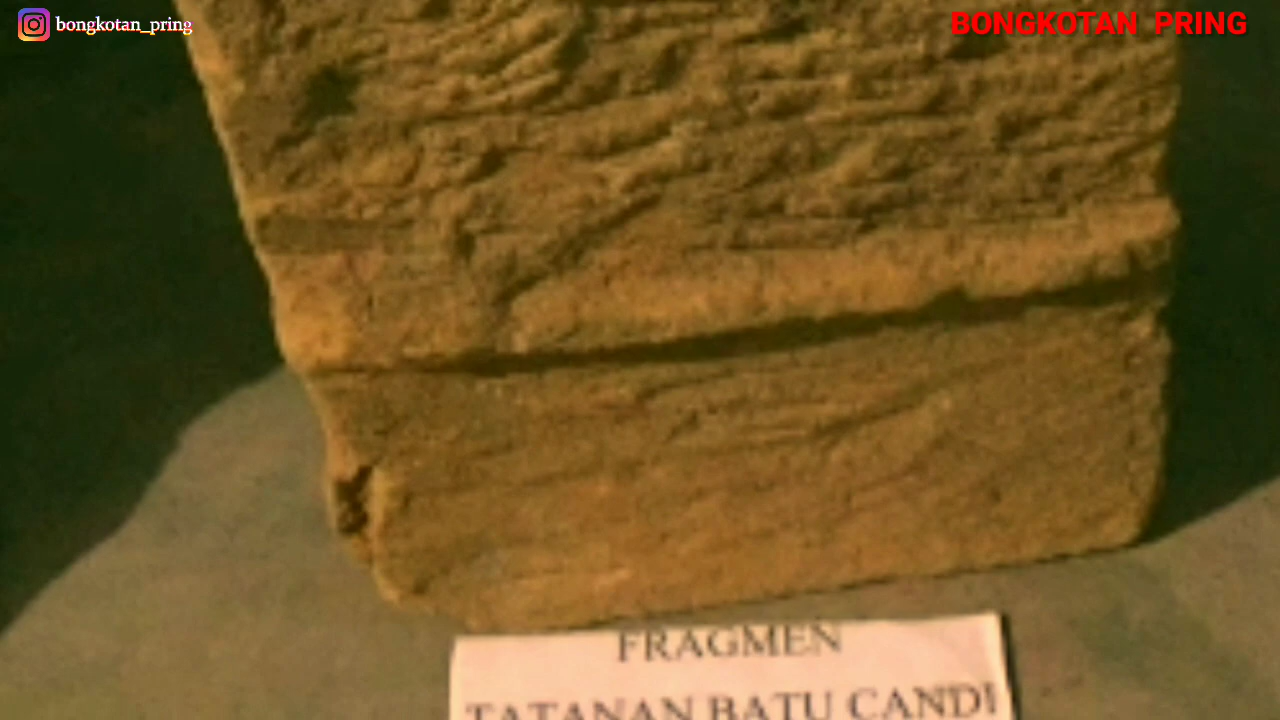 bongkotan_pring
BONGKOTAN PRING
FRAGMEN
TATANAN BATU CANDI